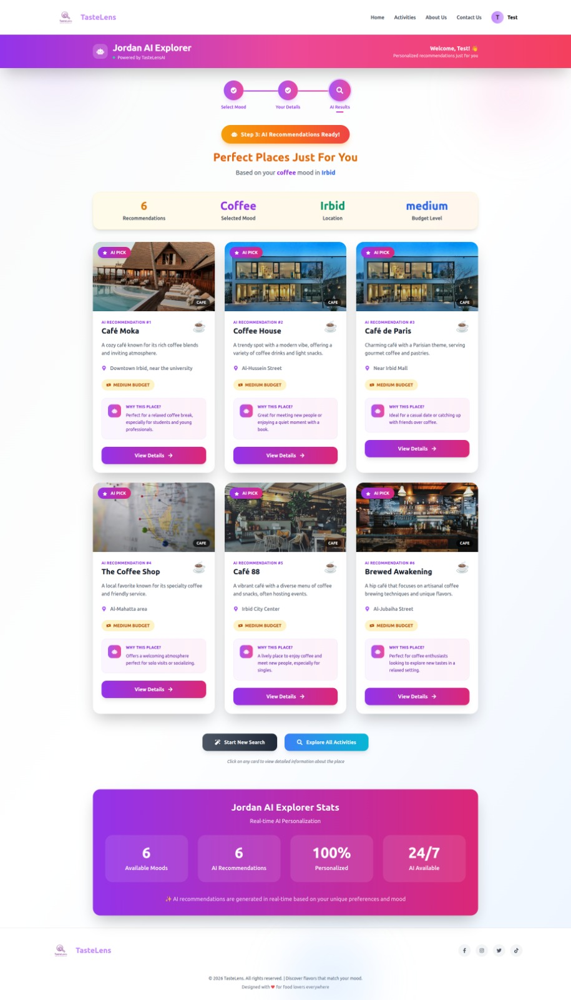 TasteLens
TasteLens
Home
Activities
About Us
Contact Us
T
Test
Jordan AI Explorer
Powered by TasteLensAI
Welcome, Test! 👋
Personalized recommendations just for you
Select Mood
Your Details
AI Results
Step 3: AI Recommendations Ready!
Perfect Places Just For You
Based on your coffee mood in Irbid
6
Recommendations
Coffee
Selected Mood
Irbid
Location
medium
Budget Level
AI PICK
CAFE
AI RECOMMENDATION #1
Café Moka
A cozy café known for its rich coffee blends
and inviting atmosphere.
Downtown Irbid, near the university
MEDIUM BUDGET
WHY THIS PLACE?
Perfect for a relaxed coffee break,
especially for students and young
professionals.
View Details
AI PICK
CAFE
AI RECOMMENDATION #2
Coffee House
A trendy spot with a modern vibe, offering a
variety of coffee drinks and light snacks.
Al-Hussein Street
MEDIUM BUDGET
WHY THIS PLACE?
Great for meeting new people or
enjoying a quiet moment with a
book.
View Details
AI PICK
CAFE
AI RECOMMENDATION #3
Café de Paris
Charming café with a Parisian theme, serving
gourmet coffee and pastries.
Near Irbid Mall
MEDIUM BUDGET
WHY THIS PLACE?
Ideal for a casual date or catching up
with friends over coffee.
View Details
AI PICK
CAFE
AI RECOMMENDATION #4
The Coffee Shop
A local favorite known for its specialty coffee
and friendly service.
Al-Mahatta area
MEDIUM BUDGET
WHY THIS PLACE?
Offers a welcoming atmosphere
perfect for solo visits or socializing.
View Details
AI PICK
CAFE
AI RECOMMENDATION #5
Café 88
A vibrant café with a diverse menu of coffee
and snacks, often hosting events.
Irbid City Center
MEDIUM BUDGET
WHY THIS PLACE?
A lively place to enjoy coffee and
meet new people, especially for
singles.
View Details
AI PICK
CAFE
AI RECOMMENDATION #6
Brewed Awakening
A hip café that focuses on artisanal coffee
brewing techniques and unique flavors.
Al-Jubaiha Street
MEDIUM BUDGET
WHY THIS PLACE?
Perfect for coffee enthusiasts
looking to explore new tastes in a
relaxed setting.
View Details
Start New Search
Explore All Activities
Click on any card to view detailed information about the place
Jordan AI Explorer Stats
Real-time AI Personalization
6
Available Moods
6
AI Recommendations
100%
Personalized
24/7
AI Available
✨ AI recommendations are generated in real-time based on your unique preferences and mood
TasteLens
TasteLens
© 2026 TasteLens. All rights reserved. | Discover flavors that match your mood.
Designed with ❤ for food lovers everywhere